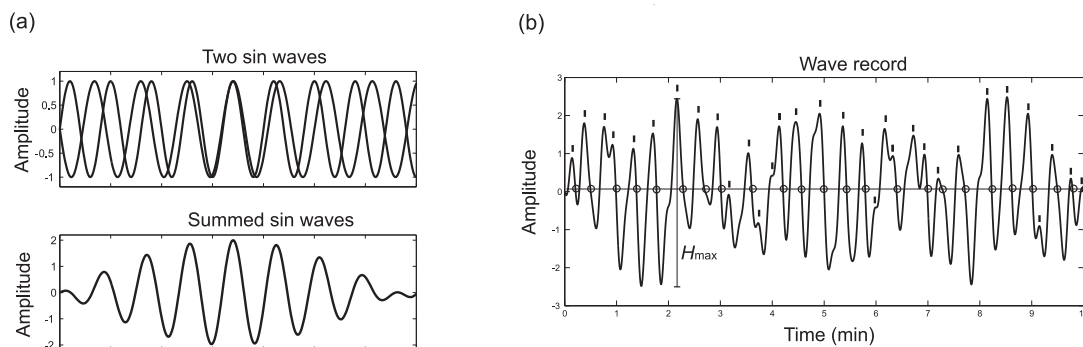 (a)
Two sin waves
Amplitude
1
0.5
0
-0.5
-1
Summed sin waves
Amplitude
2
1
0
-1
-2
(b)
Wave record
Amplitude
3
2
1
0
-1
-2
-3
Hmax
0 1 2 3 4 5 6 7 8 9 10
Time (min)